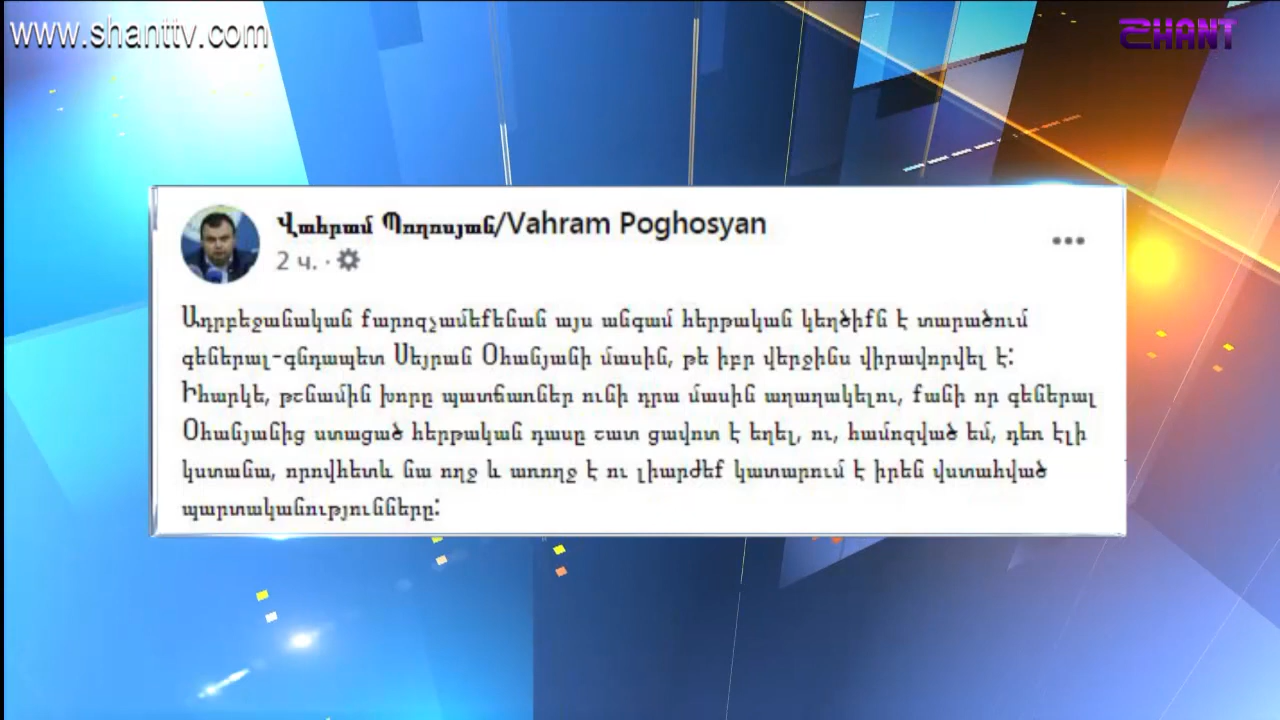 www.shanttv.com
SHANT
Վահրամ Պողոսյան/Vahram Poghosyan
2 ч. ·
Ադրբեջանական քարոզչամեքենան այս անգամ հերթական կեղծիքն է տարածում
գեներալ-գնդապետ Սեյրան Օհանյանի մասին, թե իբր վերջինս վիրավորվել է:
Իհարկե, թշնամին խորը պատճառներ ունի դրա մասին աղաղակելու, քանի որ գեներալ
Օհանյանից ստացած հերթական դասը շատ ցավոտ է եղել, ու, համոզված եմ, դեռ էլի
կստանա, որովհետև նա ողջ և առողջ է ու լիարժեք կատարում է իրեն վստահված
պարտականությունները: